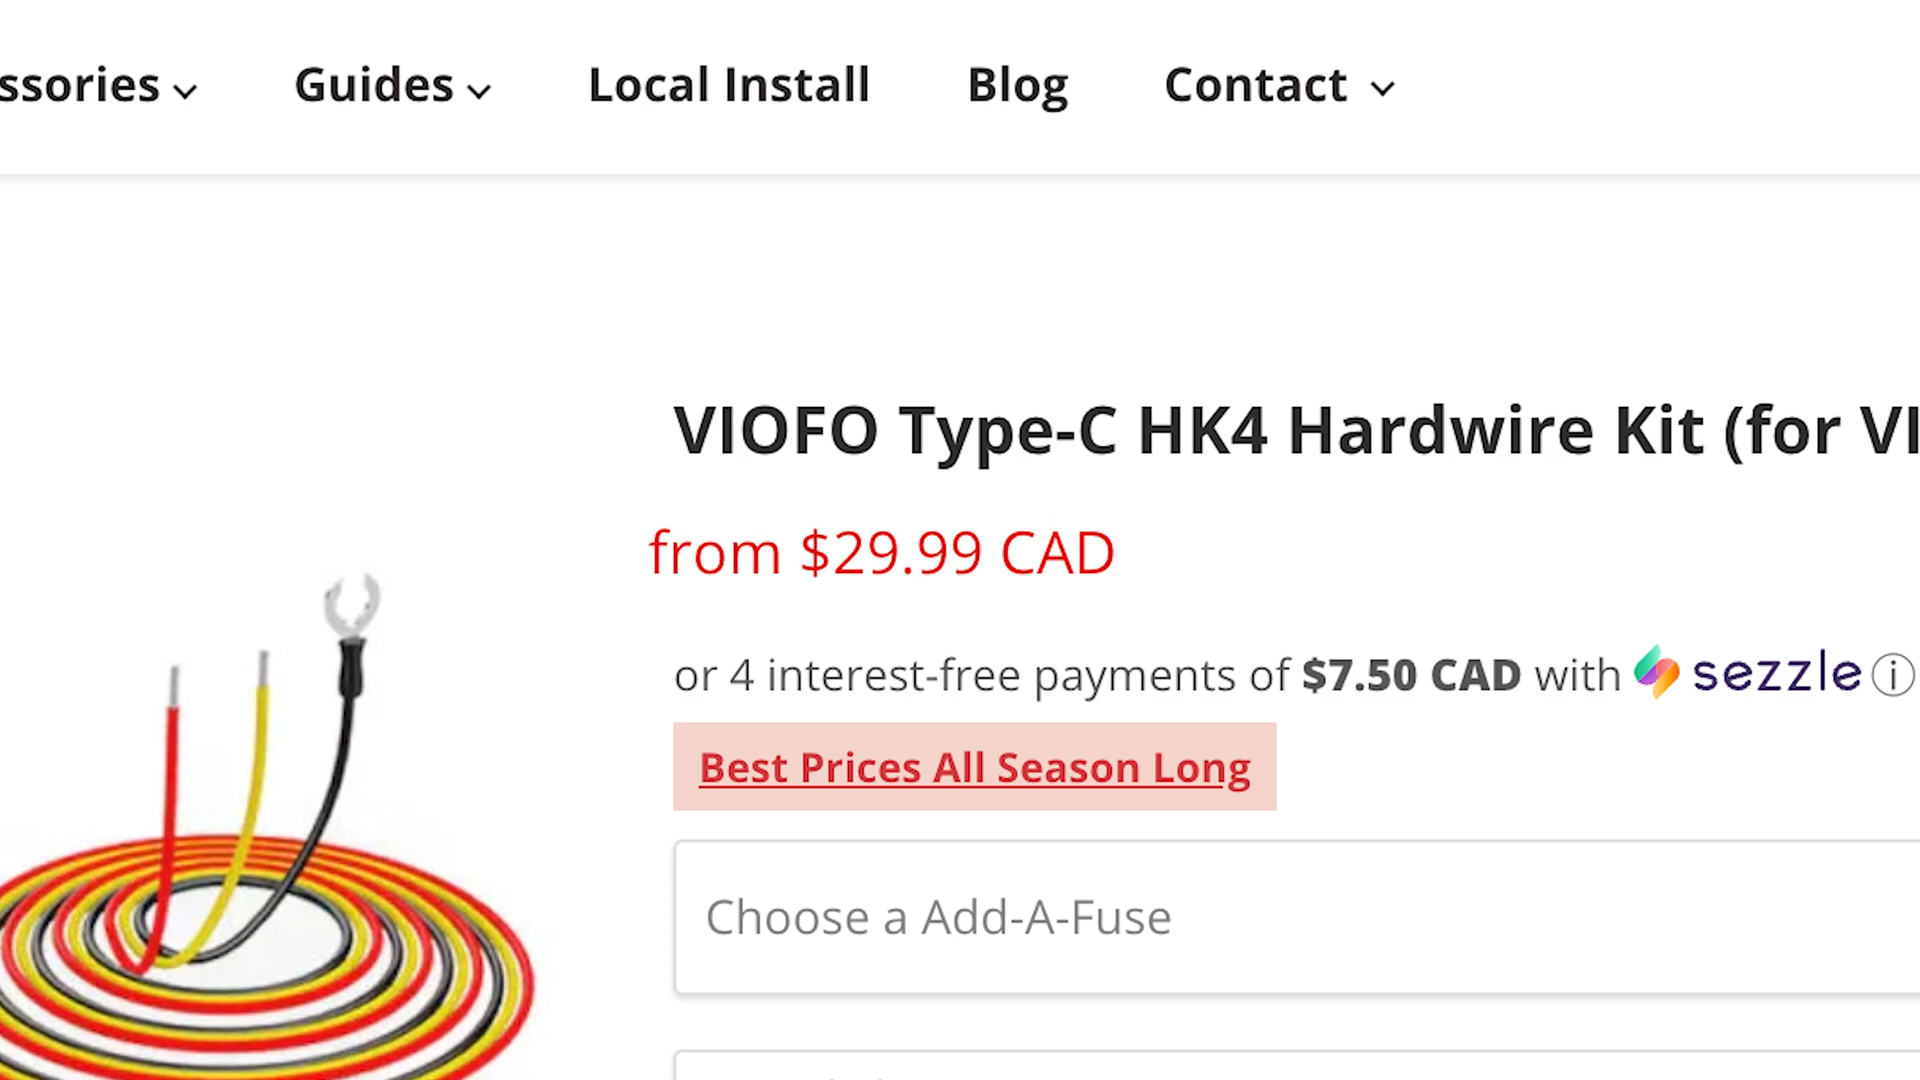 ssories
Guides
Local Install
Blog
Contact
VIOFO Type-C HK4 Hardwire Kit (for VI
from $29.99 CAD
or 4 interest-free payments of $7.50 CAD with sezzle
Best Prices All Season Long
Choose a Add-A-Fuse